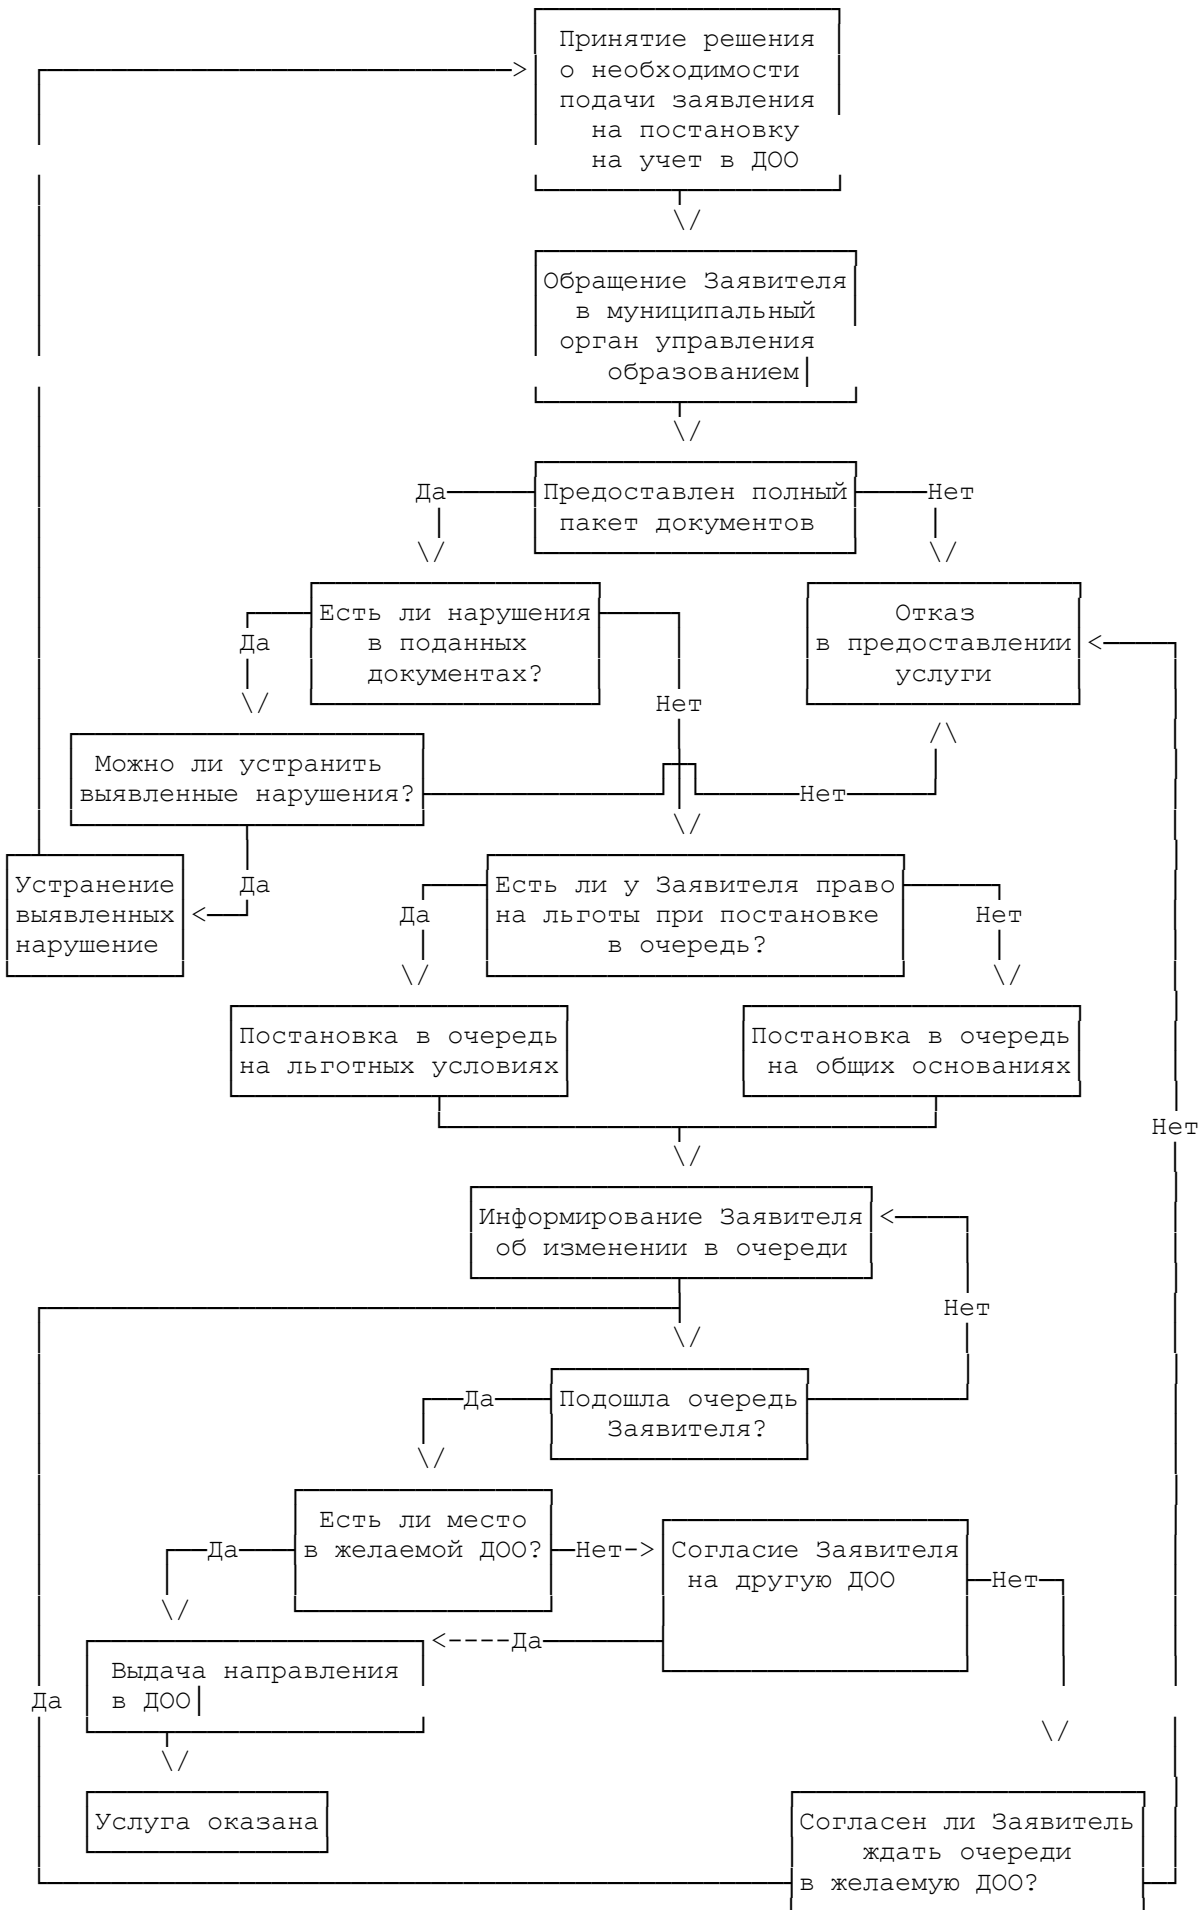 Принятие решения
о необходимости
подачи заявления
на постановку
на учет в ДОО
Обращение Заявителя
в муниципальный
орган управления
образованием
Да
Предоставлен полный
пакет документов
Нет
Есть ли нарушения
в поданных
документах?
Да
Нет
Отказ
в предоставлении
услуги
Можно ли устранить
выявленные нарушения?
Нет
Да
Устранение
выявленных
нарушение
Есть ли у Заявителя право
на льготы при постановке
в очередь?
Да
Нет
Постановка в очередь
на льготных условиях
Постановка в очередь
на общих основаниях
Нет
Информирование Заявителя
об изменении в очереди
Нет
Да
Подошла очередь
Заявителя?
Есть ли место
в желаемой ДОО?
Да
Нет
Согласие Заявителя
на другую ДОО
Нет
Да
Выдача направления
в ДОО
Да
Услуга оказана
Согласен ли Заявитель
ждать очереди
в желаемую ДОО?